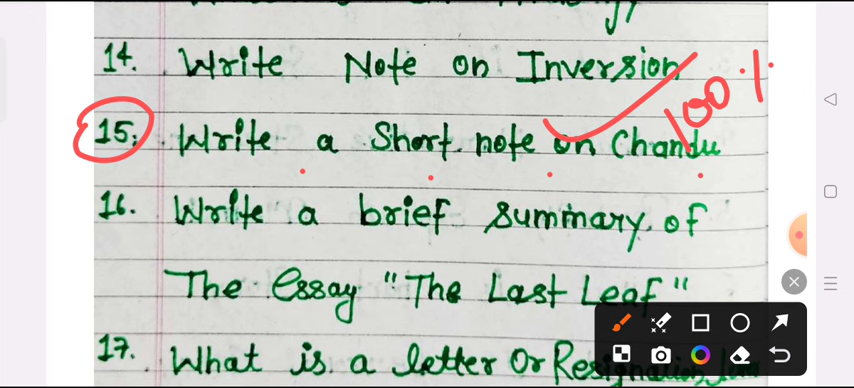 14. Write Note on Inversion
100%
15. Write a Short note on Chandu
16. Write a brief summary of
The essay "The Last Leaf"
17. What is a letter Or Resignation